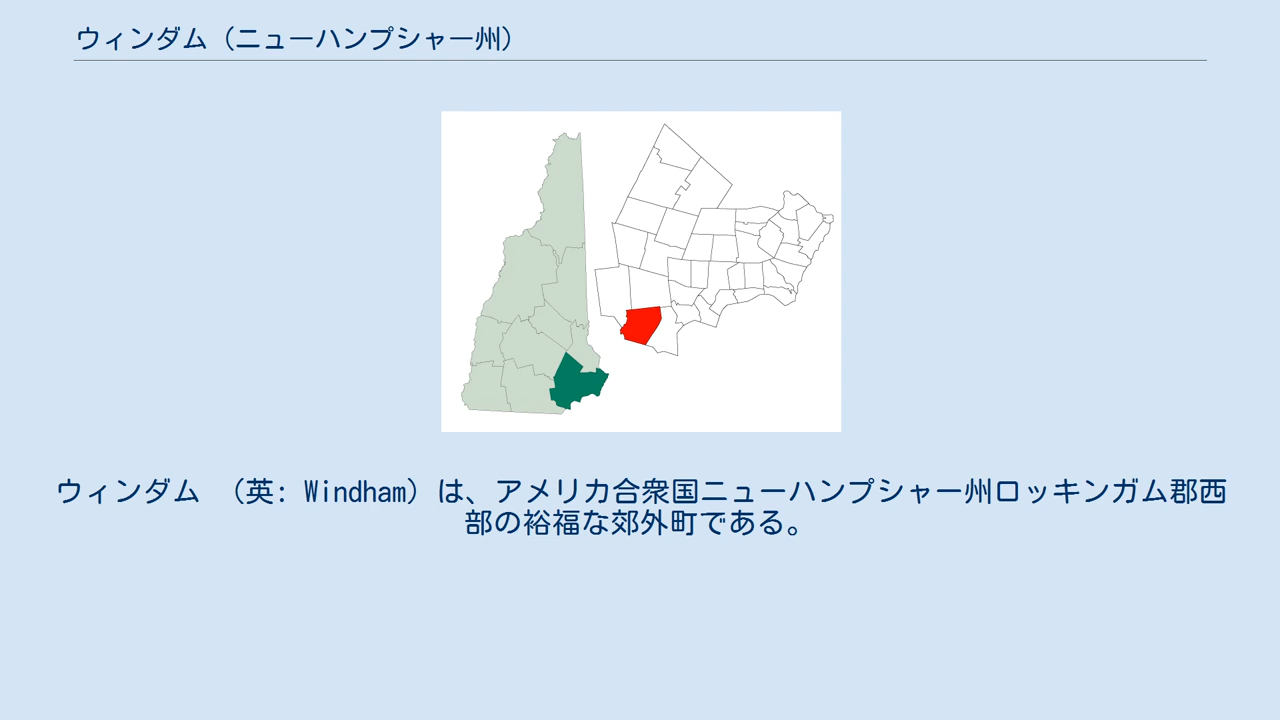 ウィンダム（ニューハンプシャー州）
ウィンダム （英: Windham）は、アメリカ合衆国ニューハンプシャー州ロッキンガム郡西
部の裕福な郊外町である。